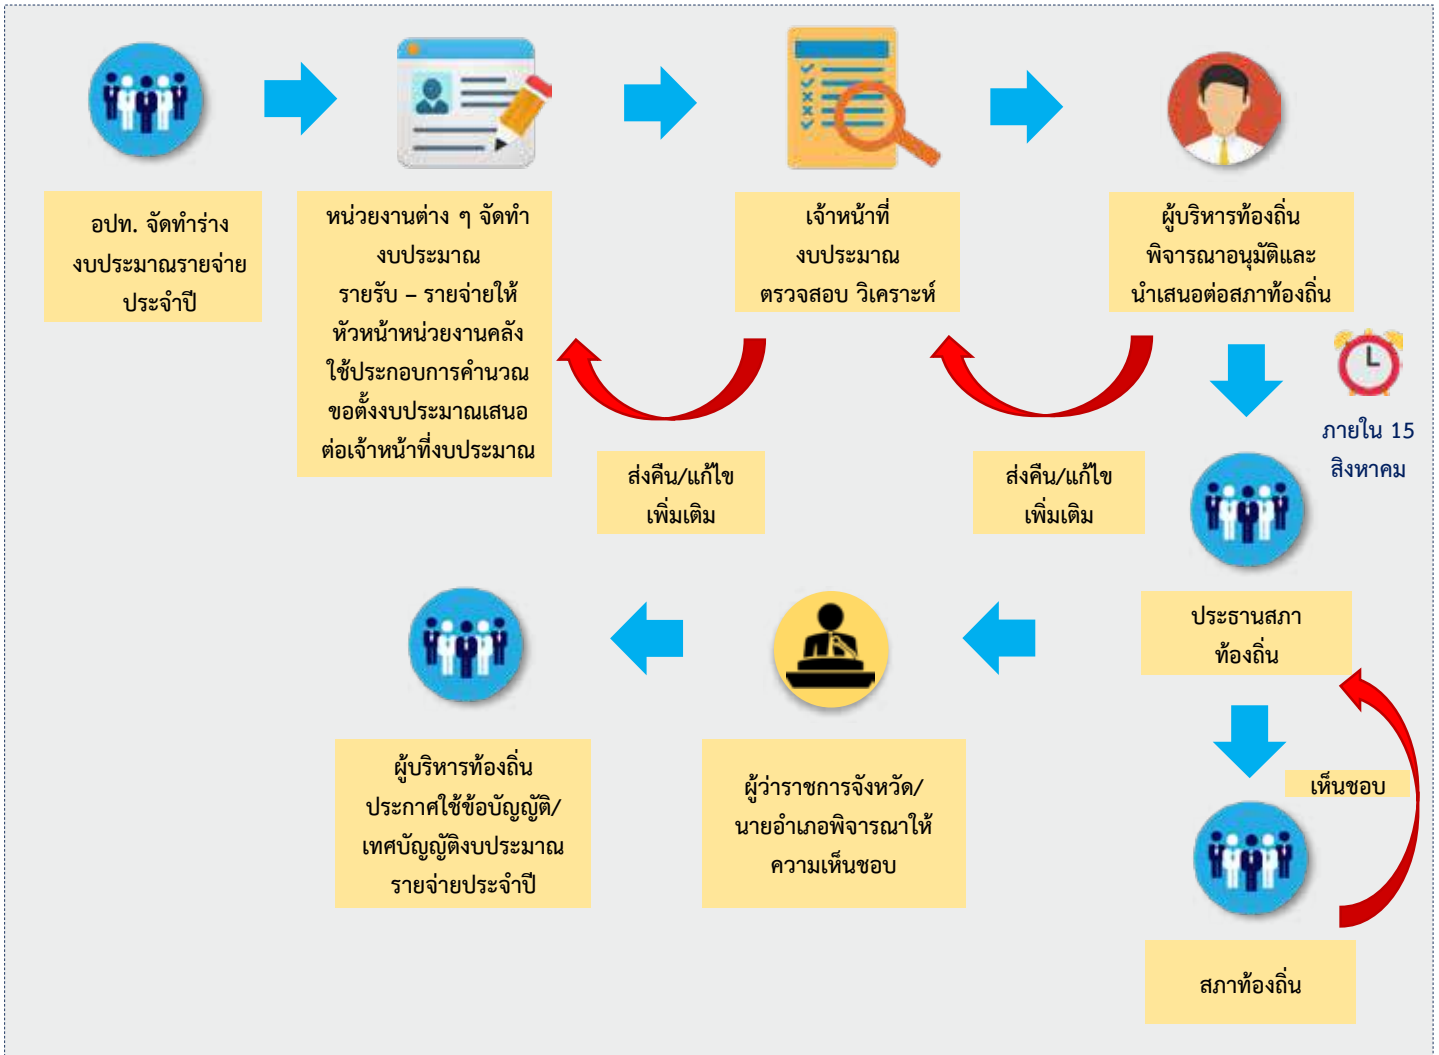 อปท. จัดทำร่าง
งบประมาณรายจ่าย
ประจำปี
หน่วยงานต่าง ๆ จัดทำ
งบประมาณ
รายรับ – รายจ่ายให้
หัวหน้าหน่วยงานคลัง
ใช้ประกอบการคำนวณ
ขอตั้งงบประมาณเสนอ
ต่อเจ้าหน้าที่งบประมาณ
เจ้าหน้าที่
งบประมาณ
ตรวจสอบ วิเคราะห์
ผู้บริหารท้องถิ่น
พิจารณาอนุมัติและ
นำเสนอต่อสภาท้องถิ่น
ส่งคืน/แก้ไข
เพิ่มเติม
ส่งคืน/แก้ไข
เพิ่มเติม
ภายใน 15
สิงหาคม
ประธานสภา
ท้องถิ่น
เห็นชอบ
สภาท้องถิ่น
ผู้ว่าราชการจังหวัด/
นายอำเภอพิจารณาให้
ความเห็นชอบ
ผู้บริหารท้องถิ่น
ประกาศใช้ข้อบัญญัติ/
เทศบัญญัติงบประมาณ
รายจ่ายประจำปี